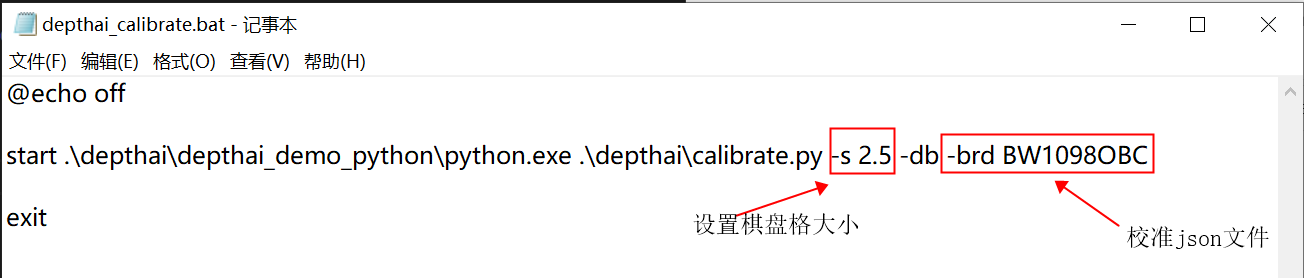 depthai_calibrate.bat - 记事本
文件(F) 编辑(E) 格式(O) 查看(V) 帮助(H)
@echo off
start .\depthai\depthai_demo_python\python.exe .\depthai\calibrate.py -s 2.5 -db -brd BW1098OBC
exit
设置棋盘格大小
校准json文件